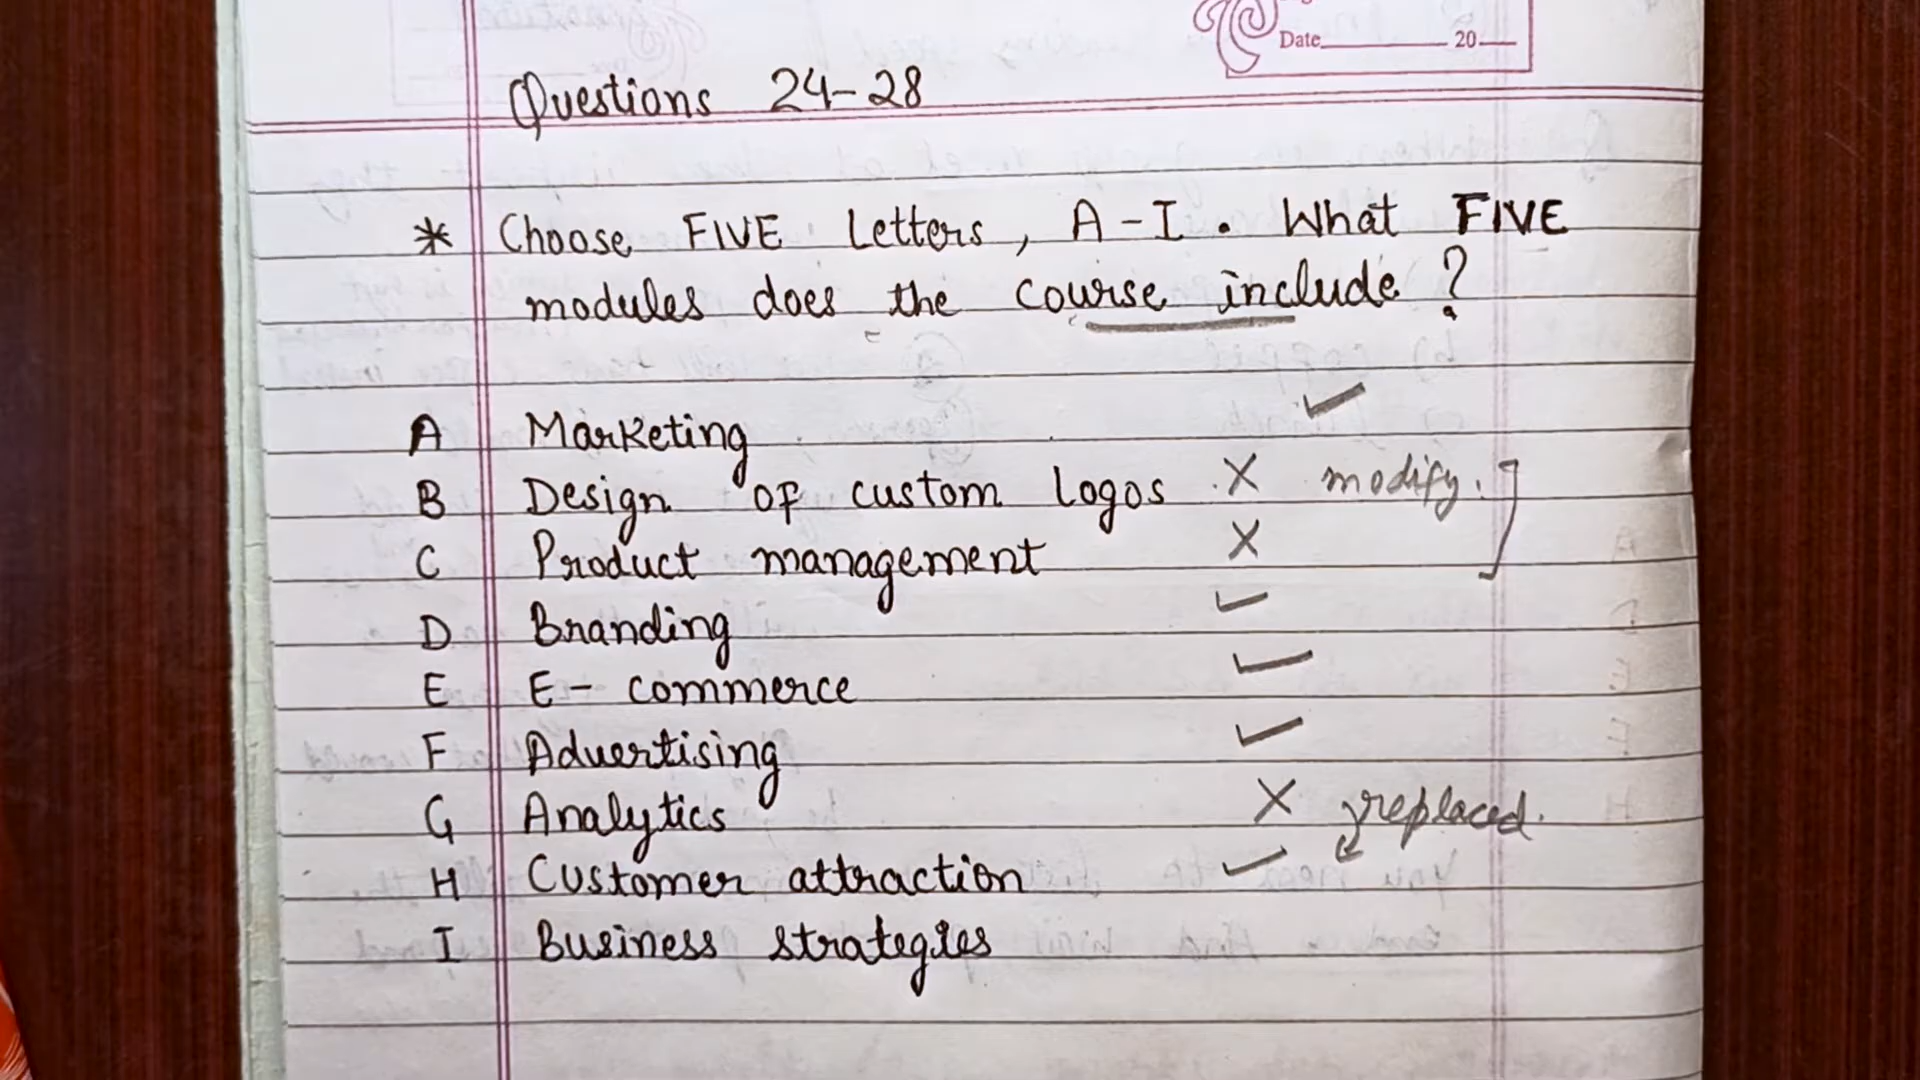 Date 20
Questions 24-28
* Choose FIVE Letters, A-I. What FIVE
modules does the course include?
A Marketing ✓
B Design of custom logos X modify.
C Product management X
D Branding ✓
E E-commerce ✓
F Advertising ✓
G Analytics X replaced.
H Customer attraction ✓
I Business strategies